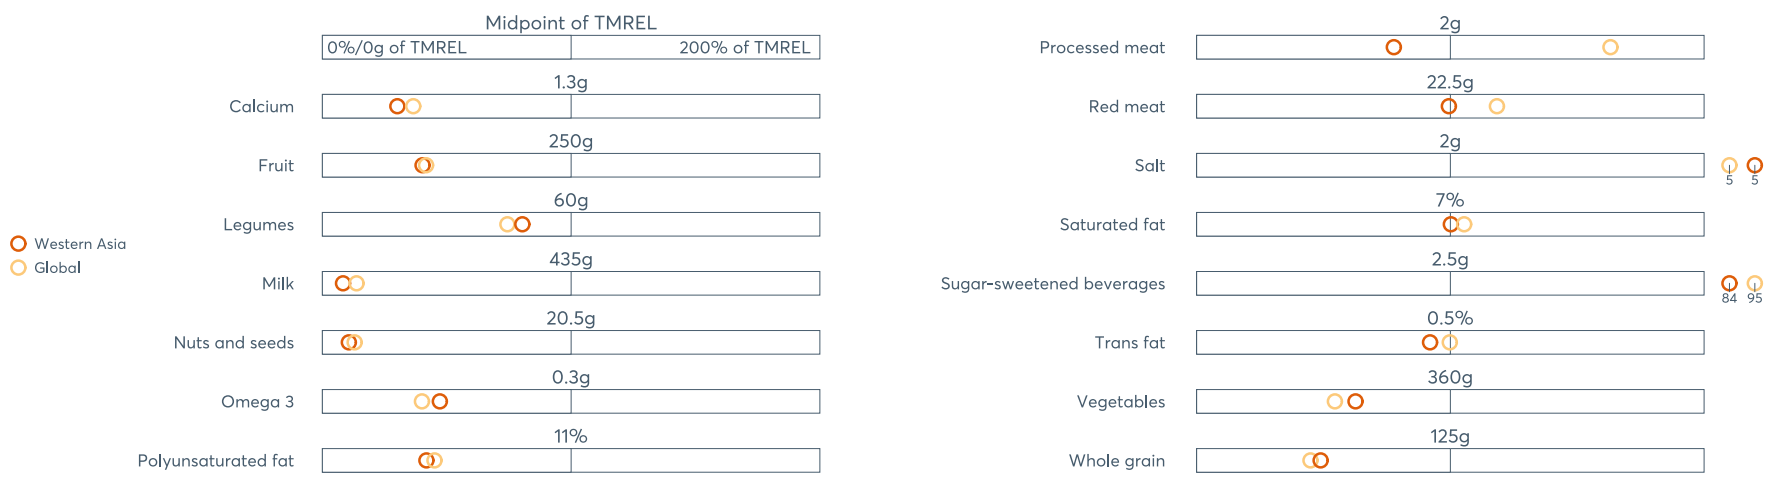 Midpoint of TMREL
0%/0g of TMREL 200% of TMREL
1.3g
Calcium
250g
Fruit
60g
Legumes
435g
Milk
20.5g
Nuts and seeds
0.3g
Omega 3
11%
Polyunsaturated fat
Western Asia
Global
2g
Processed meat
22.5g
Red meat
2g
Salt
5 5
7%
Saturated fat
2.5g
Sugar-sweetened beverages
84 95
0.5%
Trans fat
360g
Vegetables
125g
Whole grain